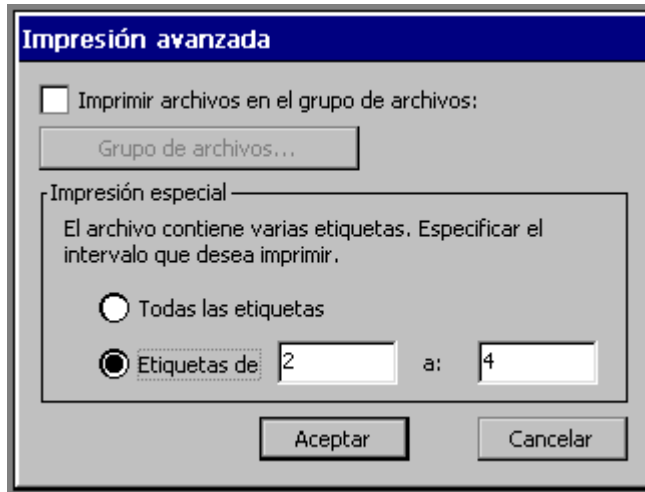 Impresión avanzada
Imprimir archivos en el grupo de archivos:
Grupo de archivos...
Impresión especial
El archivo contiene varias etiquetas. Especificar el
intervalo que desea imprimir.
Todas las etiquetas
Etiquetas de 2 a: 4
Aceptar Cancelar